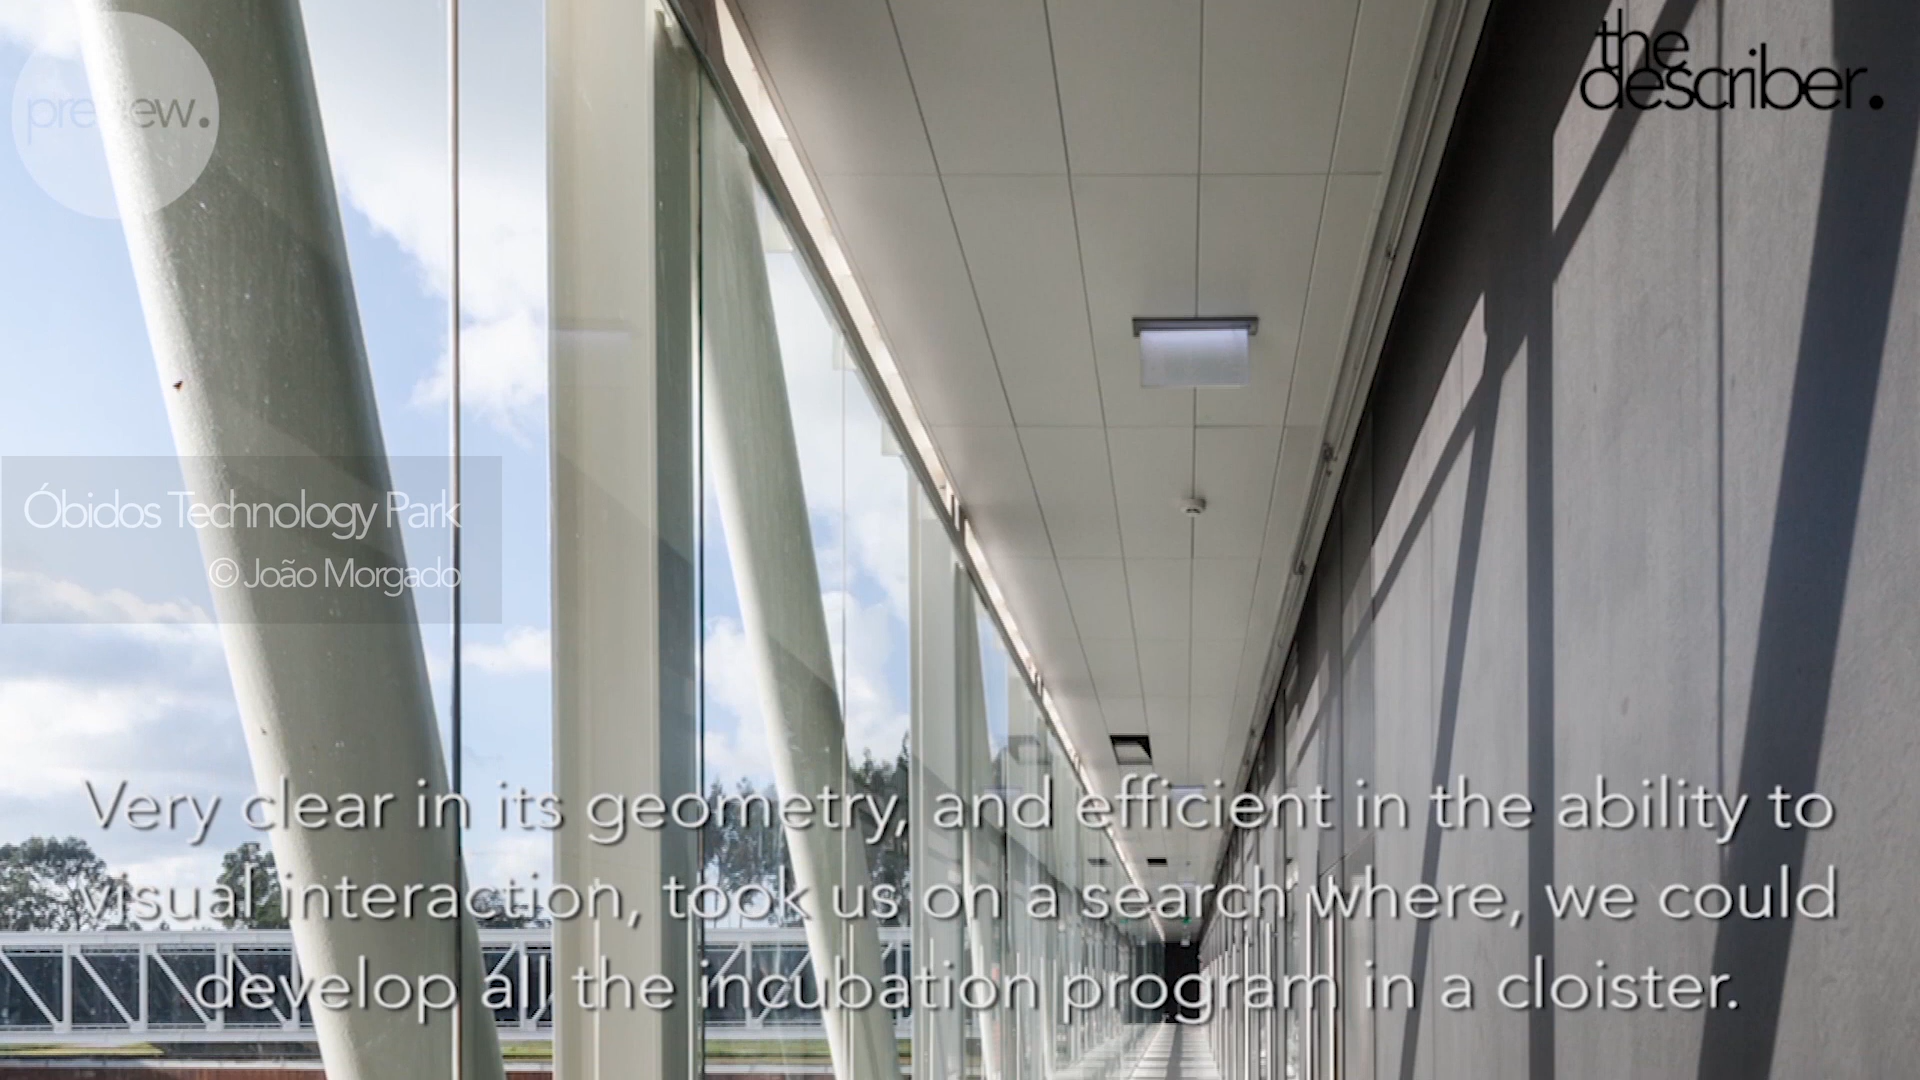 preview.
the
describer.
Óbidos Technology Park
© João Morgado
Very clear in its geometry, and efficient in the ability to
visual interaction, took us on a search where, we could
develop all the incubation program in a cloister.